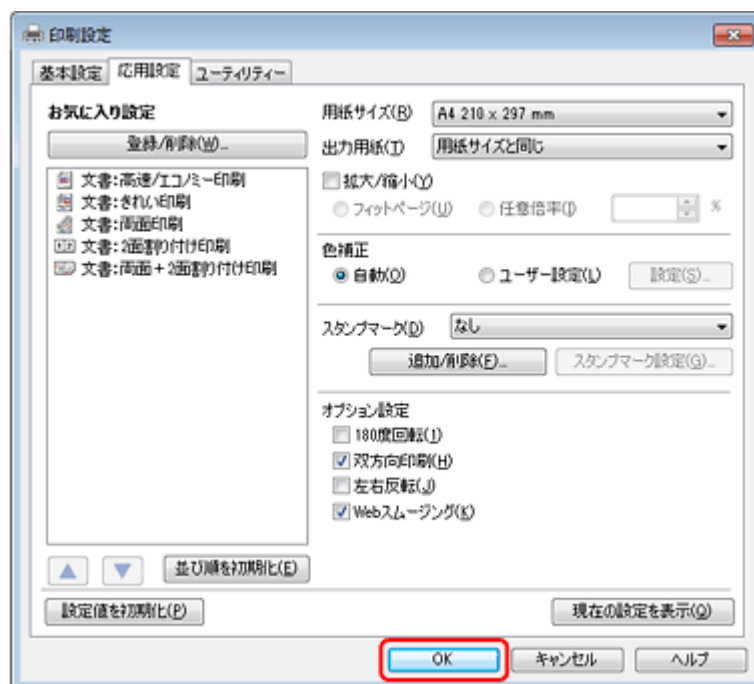 印刷設定
基本設定 応用設定 ユーティリティー
お気に入り設定
登録/削除(W)...
文書:高速/エコノミー印刷
文書:きれい印刷
文書:両面印刷
文書:2面割り付け印刷
文書:両面+2面割り付け印刷
並び順を初期化(E)
用紙サイズ(R) A4 210 x 297 mm
出力用紙(T) 用紙サイズと同じ
拡大/縮小(Y)
フィットページ(U) 任意倍率(I) %
色補正
自動(O) ユーザー設定(L) 設定(S)...
スタンプマーク(D) なし
追加/削除(F)... スタンプマーク設定(G)...
オプション設定
180度回転(1)
双方向印刷(H)
左右反転(J)
Webスムージング(K)
設定値を初期化(P) 現在の設定を表示(Q)
OK キャンセル ヘルプ